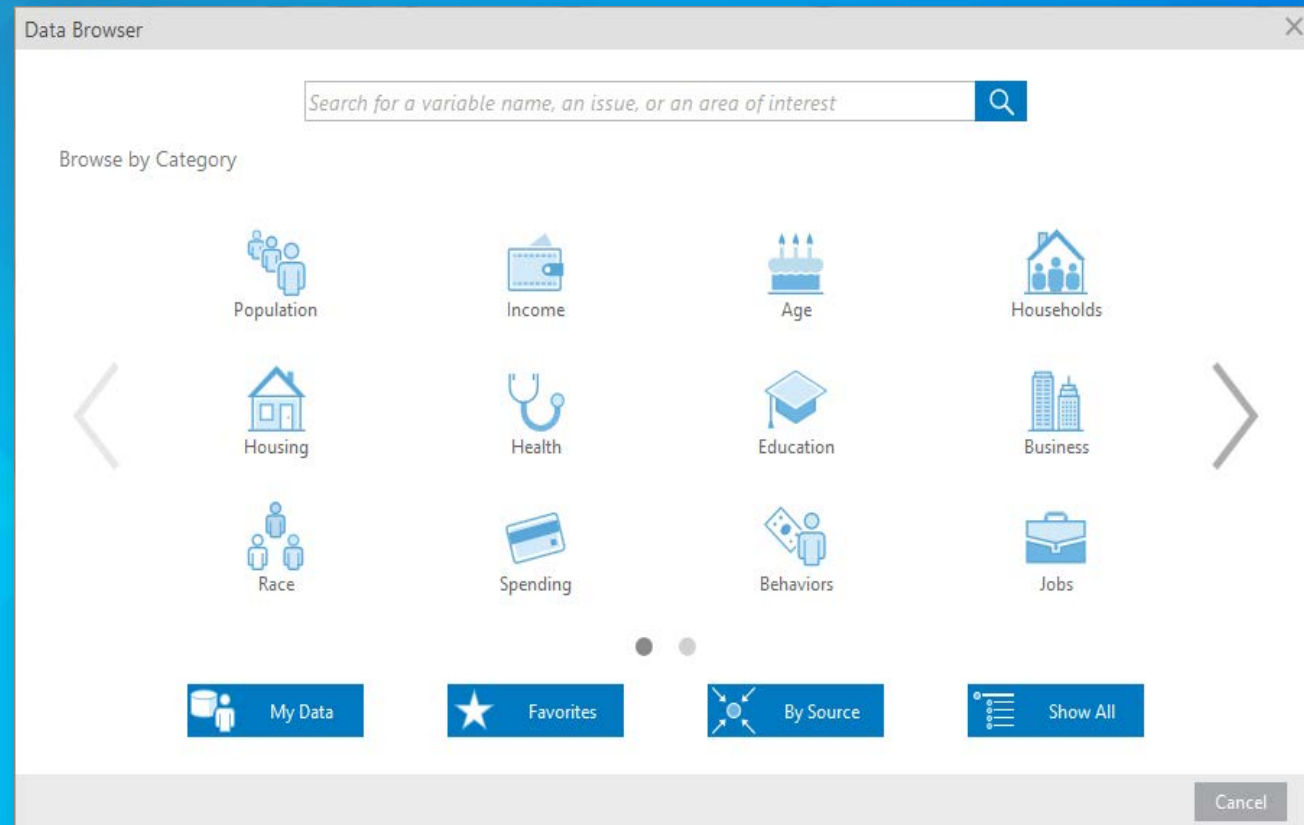 Data Browser
Search for a variable name, an issue, or an area of interest
Browse by Category
Population Income Age Households
Housing Health Education Business
Race Spending Behaviors Jobs
My Data Favorites By Source Show All
Cancel